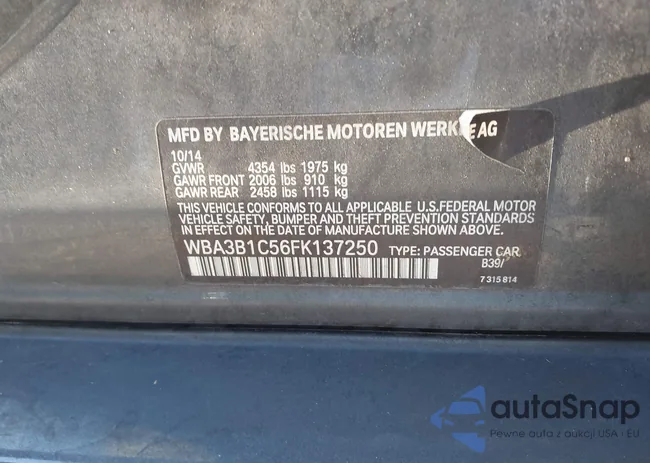 MFD BY BAYERISCHE MOTOREN WERKE AG
10/14
GVWR 4354 lbs 1975 kg
GAWR FRONT 2006 lbs 910 kg
GAWR REAR 2458 lbs 1115 kg
THIS VEHICLE CONFORMS TO ALL APPLICABLE U.S.FEDERAL MOTOR
VEHICLE SAFETY, BUMPER AND THEFT PREVENTION STANDARDS
IN EFFECT ON THE DATE OF MANUFACTURE SHOWN ABOVE.
WBA3B1C56FK137250 TYPE: PASSENGER CAR
B39/
7 315 814
autaSnap
Pewne auta z aukcji USA · EU